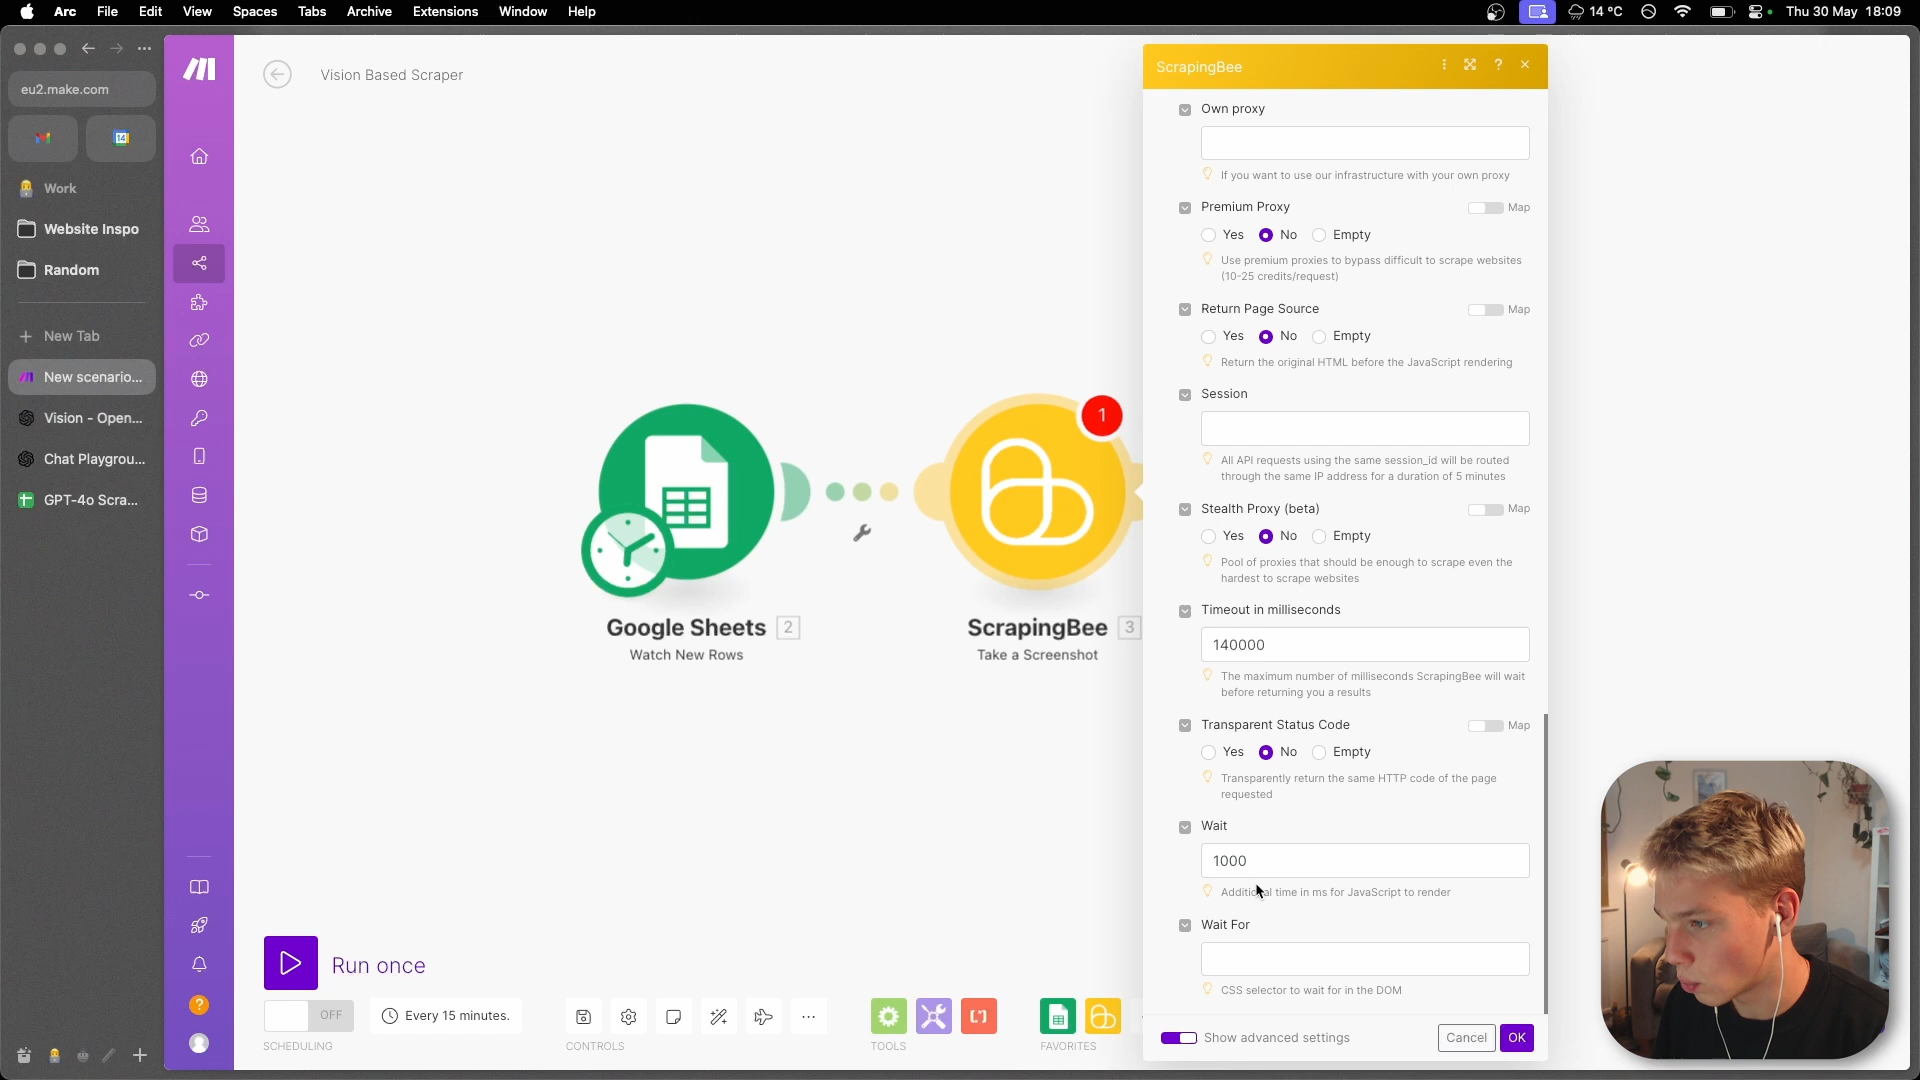 Arc File Edit View Spaces Tabs Archive Extensions Window Help
14 °C Thu 30 May 18:09
eu2.make.com
14
Work
Website Inspo
Random
New Tab
New scenario...
Vision - Open...
Chat Playgrou...
GPT-4o Scra...
Vision Based Scraper
Google Sheets 2
Watch New Rows
1
ScrapingBee 3
Take a Screenshot
Run once
OFF
Every 15 minutes.
SCHEDULING
CONTROLS
TOOLS
FAVORITES
ScrapingBee
?
Own proxy
If you want to use our infrastructure with your own proxy
Premium Proxy Map
Yes No Empty
Use premium proxies to bypass difficult to scrape websites
(10-25 credits/request)
Return Page Source Map
Yes No Empty
Return the original HTML before the JavaScript rendering
Session
All API requests using the same session_id will be routed
through the same IP address for a duration of 5 minutes
Stealth Proxy (beta) Map
Yes No Empty
Pool of proxies that should be enough to scrape even the
hardest to scrape websites
Timeout in milliseconds
140000
The maximum number of milliseconds ScrapingBee will wait
before returning you a results
Transparent Status Code Map
Yes No Empty
Transparently return the same HTTP code of the page
requested
Wait
1000
Additional time in ms for JavaScript to render
Wait For
CSS selector to wait for in the DOM
Show advanced settings
Cancel
OK
?